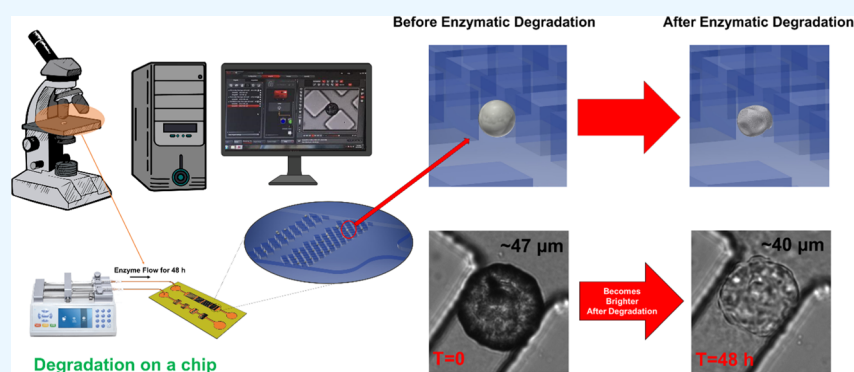 Before Enzymatic Degradation
After Enzymatic Degradation
Enzyme Flow for 48 h
~47 μm
~40 μm
Becomes
Brighter
After Degradation
T=0
T=48 h
Degradation on a chip